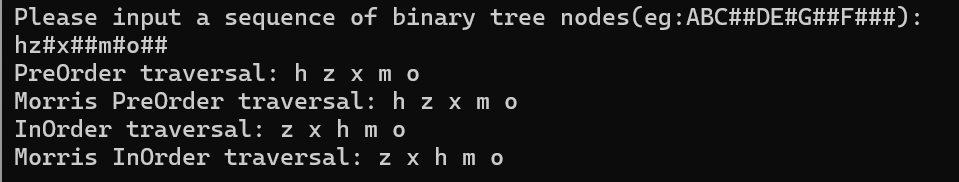 Please input a sequence of binary tree nodes(eg:ABC##DE#G##F###):
hz#x##m#o##
PreOrder traversal: h z x m o
Morris PreOrder traversal: h z x m o
InOrder traversal: z x h m o
Morris InOrder traversal: z x h m o